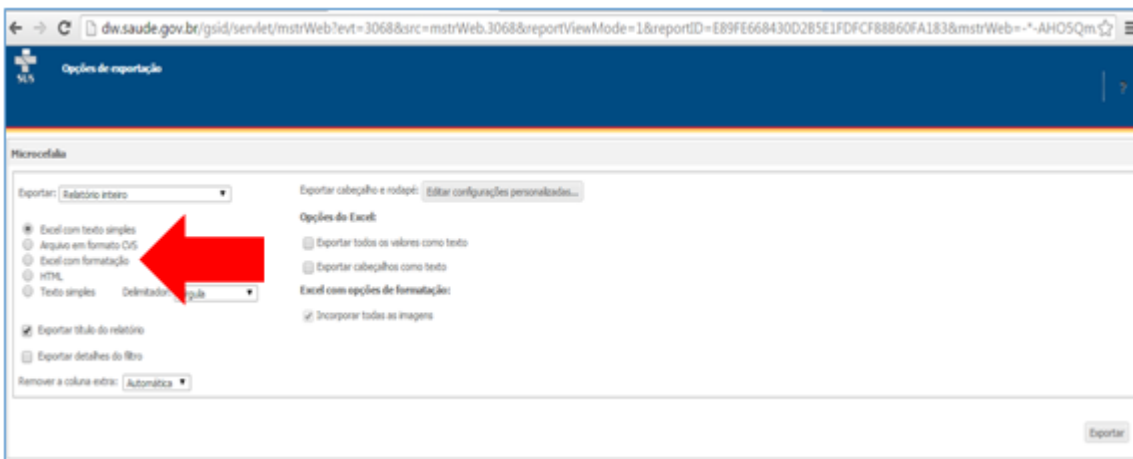 dw.saude.gov.br/gsid/servlet/mstrWeb?evt=3068&src=mstrWeb.3068&reportViewMode=1&reportID=E89FE668430D2B5E1FDFCF88860FA183&mstrWeb=-*-AHO5Qm
SUS
Opções de exportação
?
Microcefalia
Exportar: Relatório inteiro
Exportar cabeçalho e rodapé: Editar configurações personalizadas...
Excel com texto simples
Arquivo em formato CVS
Excel com formatação
HTML
Texto simples Delimitador:
Opções do Excel:
Exportar todos os valores como texto
Exportar cabeçalhos como texto
Excel com opções de formatação:
Incorporar todas as imagens
Exportar título do relatório
Exportar detalhes do filtro
Remover a coluna extra: Automática
Exportar